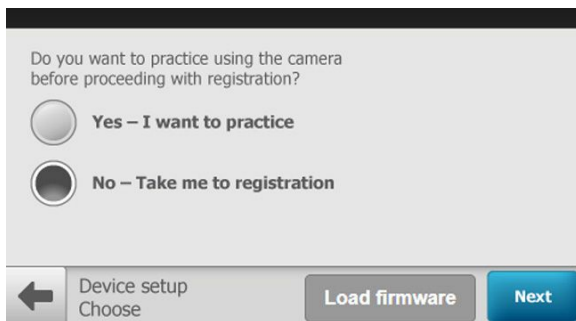 Do you want to practice using the camera
before proceeding with registration?
Yes – I want to practice
No – Take me to registration
Device setup
Choose
Load firmware
Next